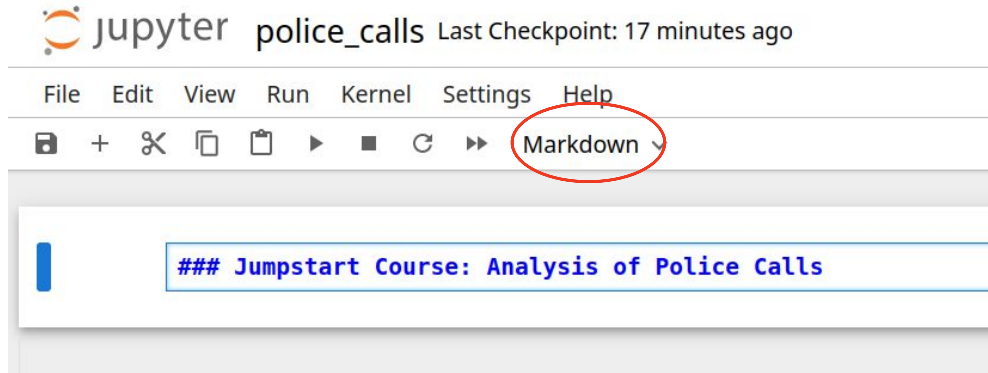 jupyter police_calls Last Checkpoint: 17 minutes ago
File Edit View Run Kernel Settings Help
Markdown
### Jumpstart Course: Analysis of Police Calls